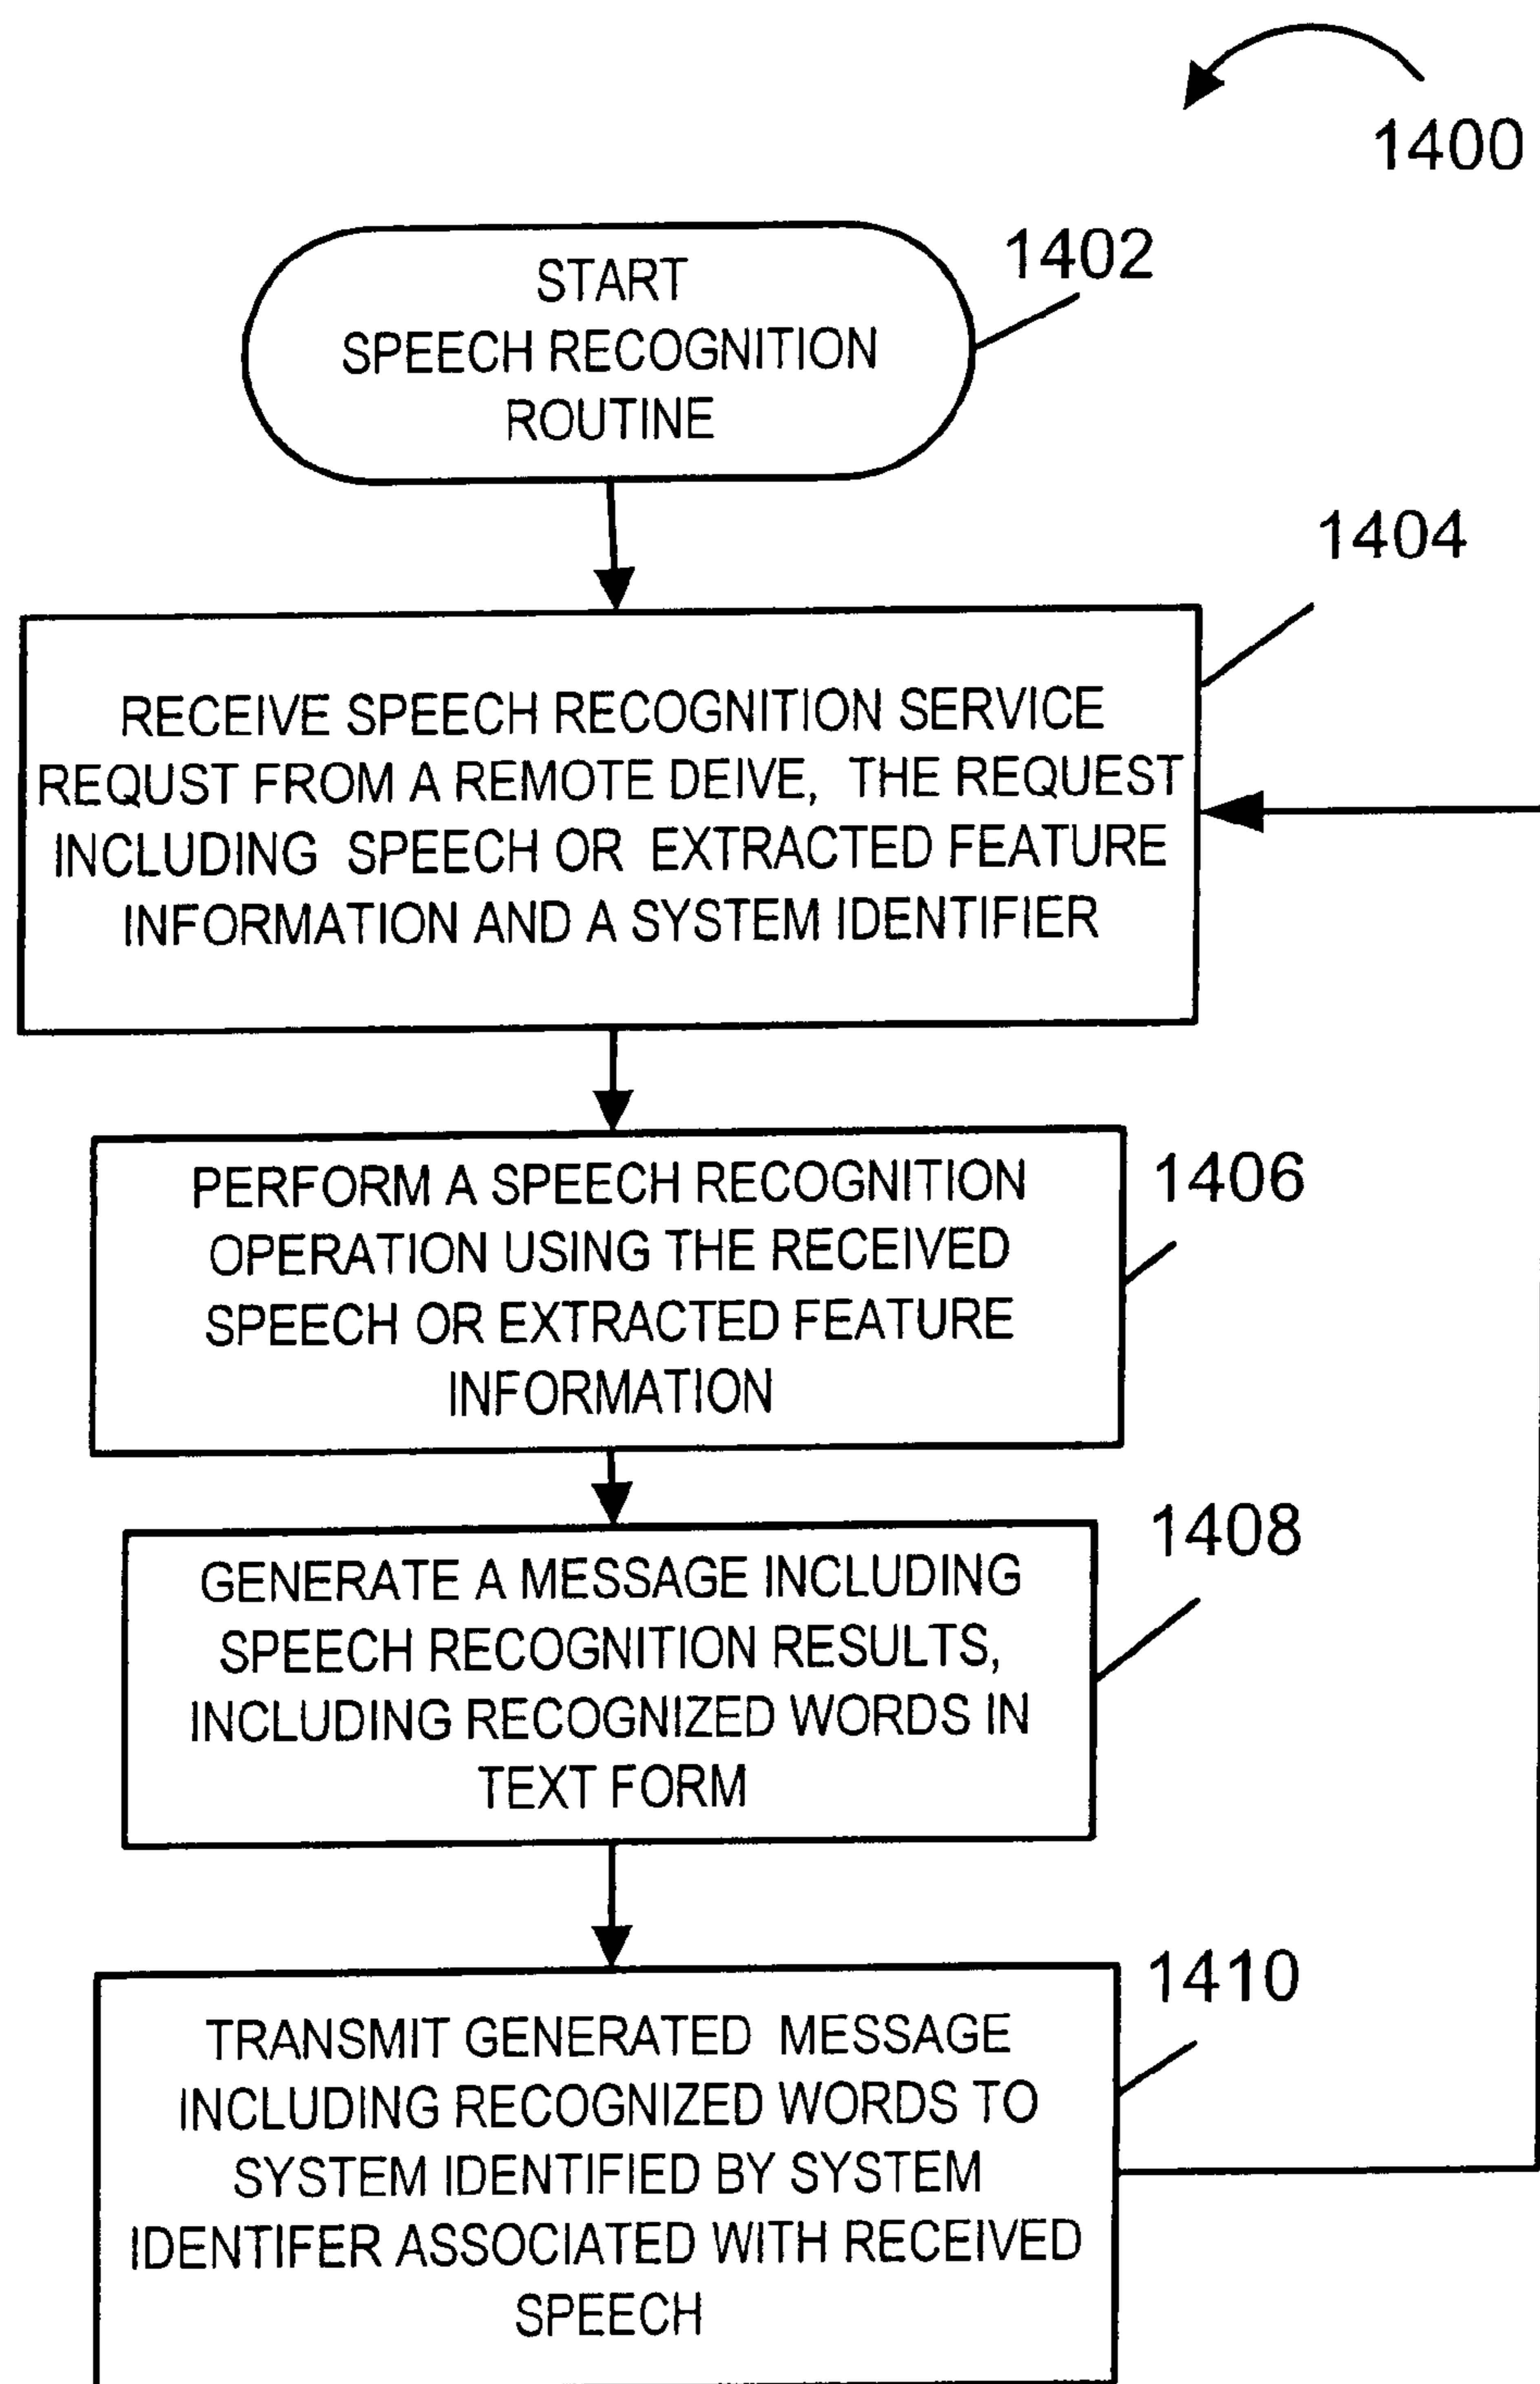 1400
1402
START
SPEECH RECOGNITION
ROUTINE
1404
RECEIVE SPEECH RECOGNITION SERVICE
REQUST FROM A REMOTE DEIVE, THE REQUEST
INCLUDING SPEECH OR EXTRACTED FEATURE
INFORMATION AND A SYSTEM IDENTIFIER
1406
PERFORM A SPEECH RECOGNITION
OPERATION USING THE RECEIVED
SPEECH OR EXTRACTED FEATURE
INFORMATION
1408
GENERATE A MESSAGE INCLUDING
SPEECH RECOGNITION RESULTS,
INCLUDING RECOGNIZED WORDS IN
TEXT FORM
1410
TRANSMIT GENERATED MESSAGE
INCLUDING RECOGNIZED WORDS TO
SYSTEM IDENTIFIED BY SYSTEM
IDENTIFER ASSOCIATED WITH RECEIVED
SPEECH